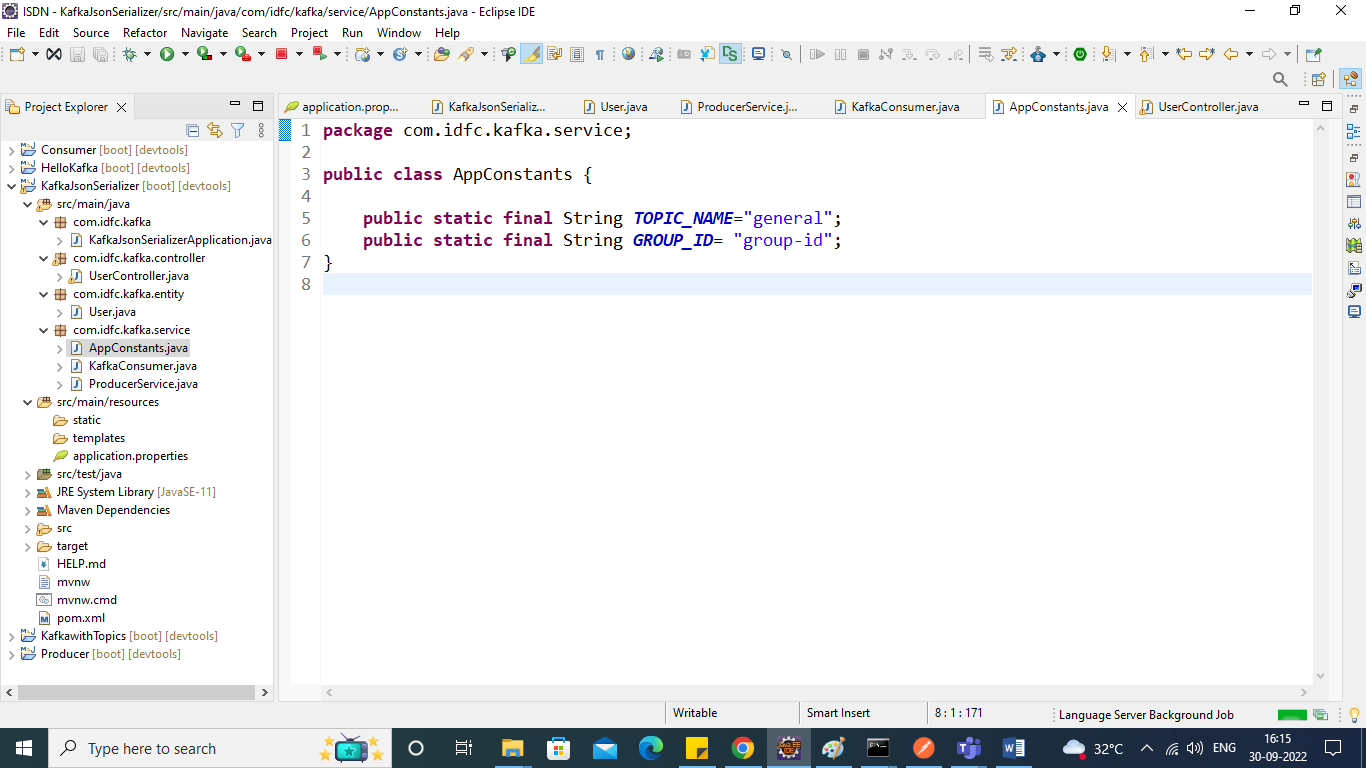 ISDN - KafkaJsonSerializer/src/main/java/com/idfc/kafka/service/AppConstants.java - Eclipse IDE
File Edit Source Refactor Navigate Search Project Run Window Help
Project Explorer
Consumer [boot] [devtools]
HelloKafka [boot] [devtools]
KafkaJsonSerializer [boot] [devtools]
src/main/java
com.idfc.kafka
KafkaJsonSerializerApplication.java
com.idfc.kafka.controller
UserController.java
com.idfc.kafka.entity
User.java
com.idfc.kafka.service
AppConstants.java
KafkaConsumer.java
ProducerService.java
src/main/resources
static
templates
application.properties
src/test/java
JRE System Library [JavaSE-11]
Maven Dependencies
src
target
HELP.md
mvnw
mvnw.cmd
pom.xml
KafkawithTopics [boot] [devtools]
Producer [boot] [devtools]
application.prop... KafkaJsonSerializ... User.java ProducerService.j... KafkaConsumer.java AppConstants.java UserController.java
1 package com.idfc.kafka.service;
2
3 public class AppConstants {
4
5 public static final String TOPIC_NAME="general";
6 public static final String GROUP_ID= "group-id";
7 }
8
Writable Smart Insert 8 : 1 : 171 Language Server Background Job
Type here to search 32°C ENG 16:15
30-09-2022